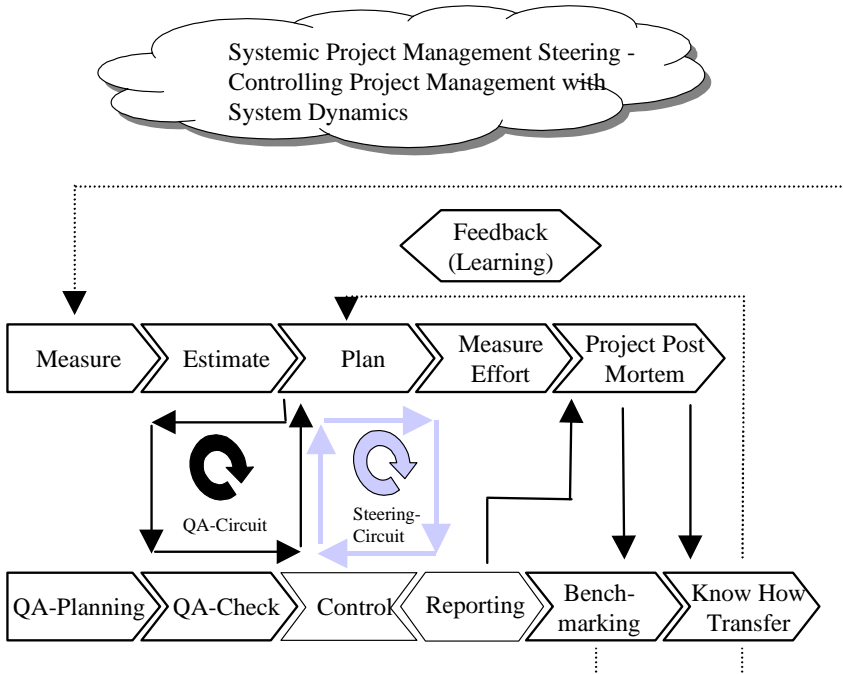 Systemic Project Management Steering -
Controlling Project Management with
System Dynamics
Feedback
(Learning)
Measure
Estimate
Plan
Measure
Effort
Project Post
Mortem
QA-Circuit
Steering-
Circuit
QA-Planning
QA-Check
Control
Reporting
Bench-
marking
Know How
Transfer